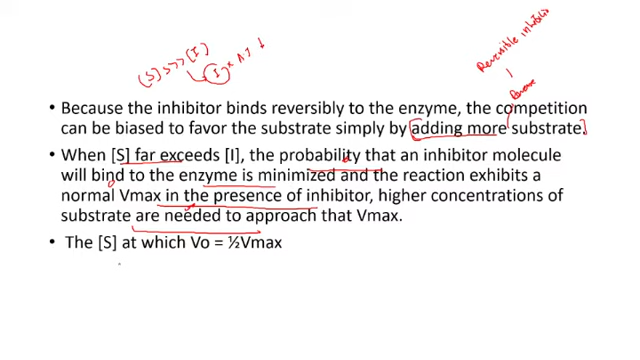 [S] >>> [I]
Reversible inhibition
Because the inhibitor binds reversibly to the enzyme, the competition
can be biased to favor the substrate simply by adding more substrate.
When [S] far exceeds [I], the probability that an inhibitor molecule
will bind to the enzyme is minimized and the reaction exhibits a
normal Vmax in the presence of inhibitor, higher concentrations of
substrate are needed to approach that Vmax.
The [S] at which Vo = ½Vmax